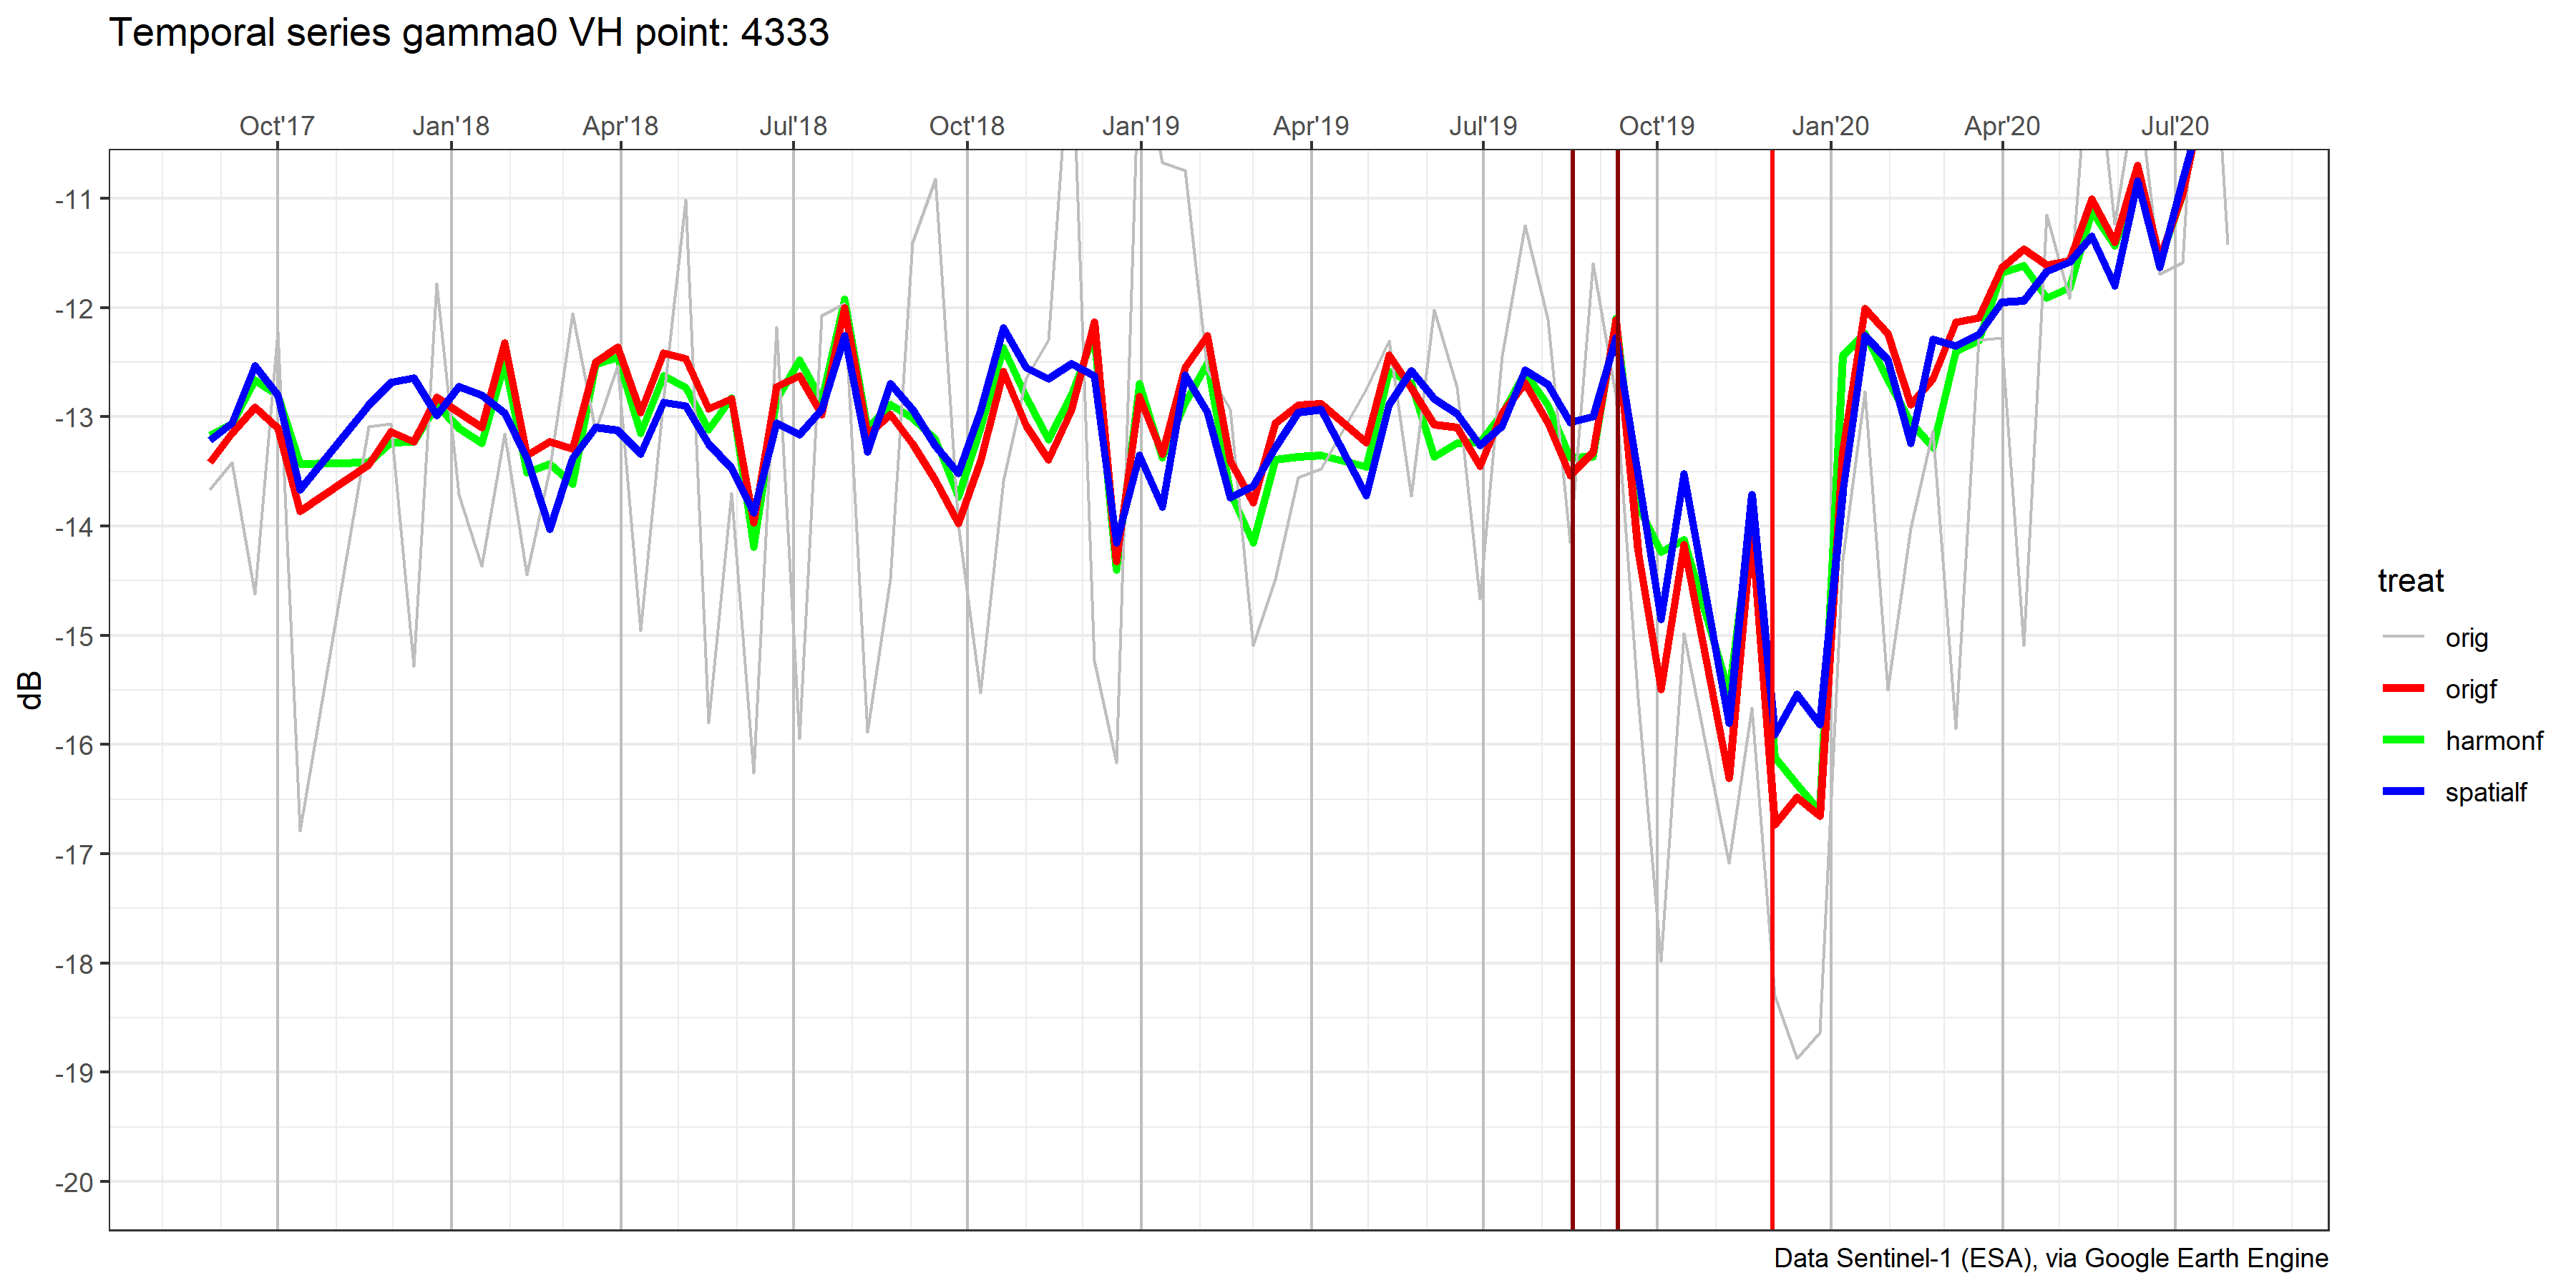 Temporal series gamma0 VH point: 4333
Oct'17 Jan'18 Apr'18 Jul'18 Oct'18 Jan'19 Apr'19 Jul'19 Oct'19 Jan'20 Apr'20 Jul'20
-11
-12
-13
-14
-15
-16
-17
-18
-19
-20
dB
treat
orig
origf
harmonf
spatialf
Data Sentinel-1 (ESA), via Google Earth Engine